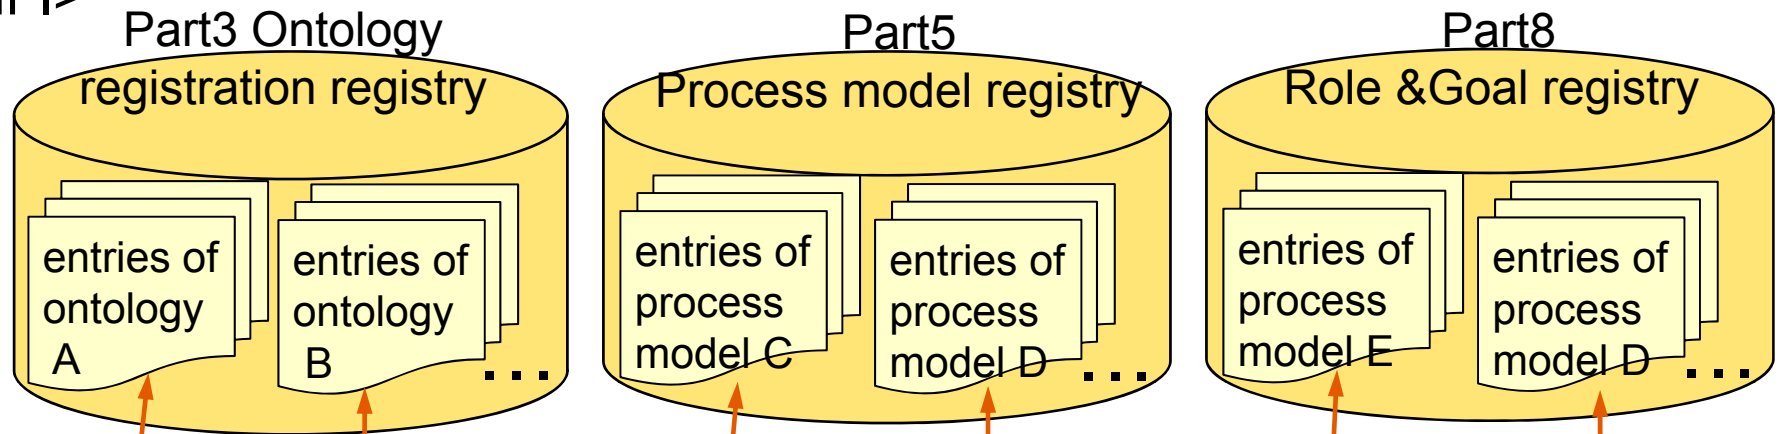 Part3 Ontology
registration registry
entries of
ontology
A
entries of
ontology
B
...
Part5
Process model registry
entries of
process
model C
entries of
process
model D
...
Part8
Role &Goal registry
entries of
process
model E
entries of
process
model D
...